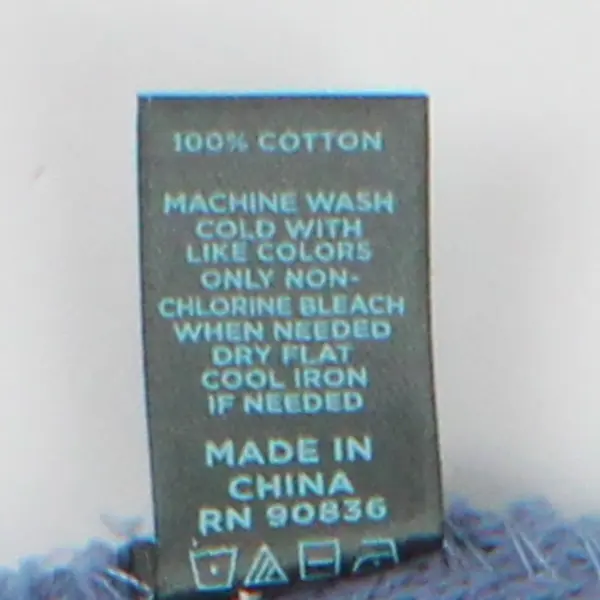 100% COTTON
MACHINE WASH
COLD WITH
LIKE COLORS
ONLY NON-
CHLORINE BLEACH
WHEN NEEDED
DRY FLAT
COOL IRON
IF NEEDED
MADE IN
CHINA
RN 90836